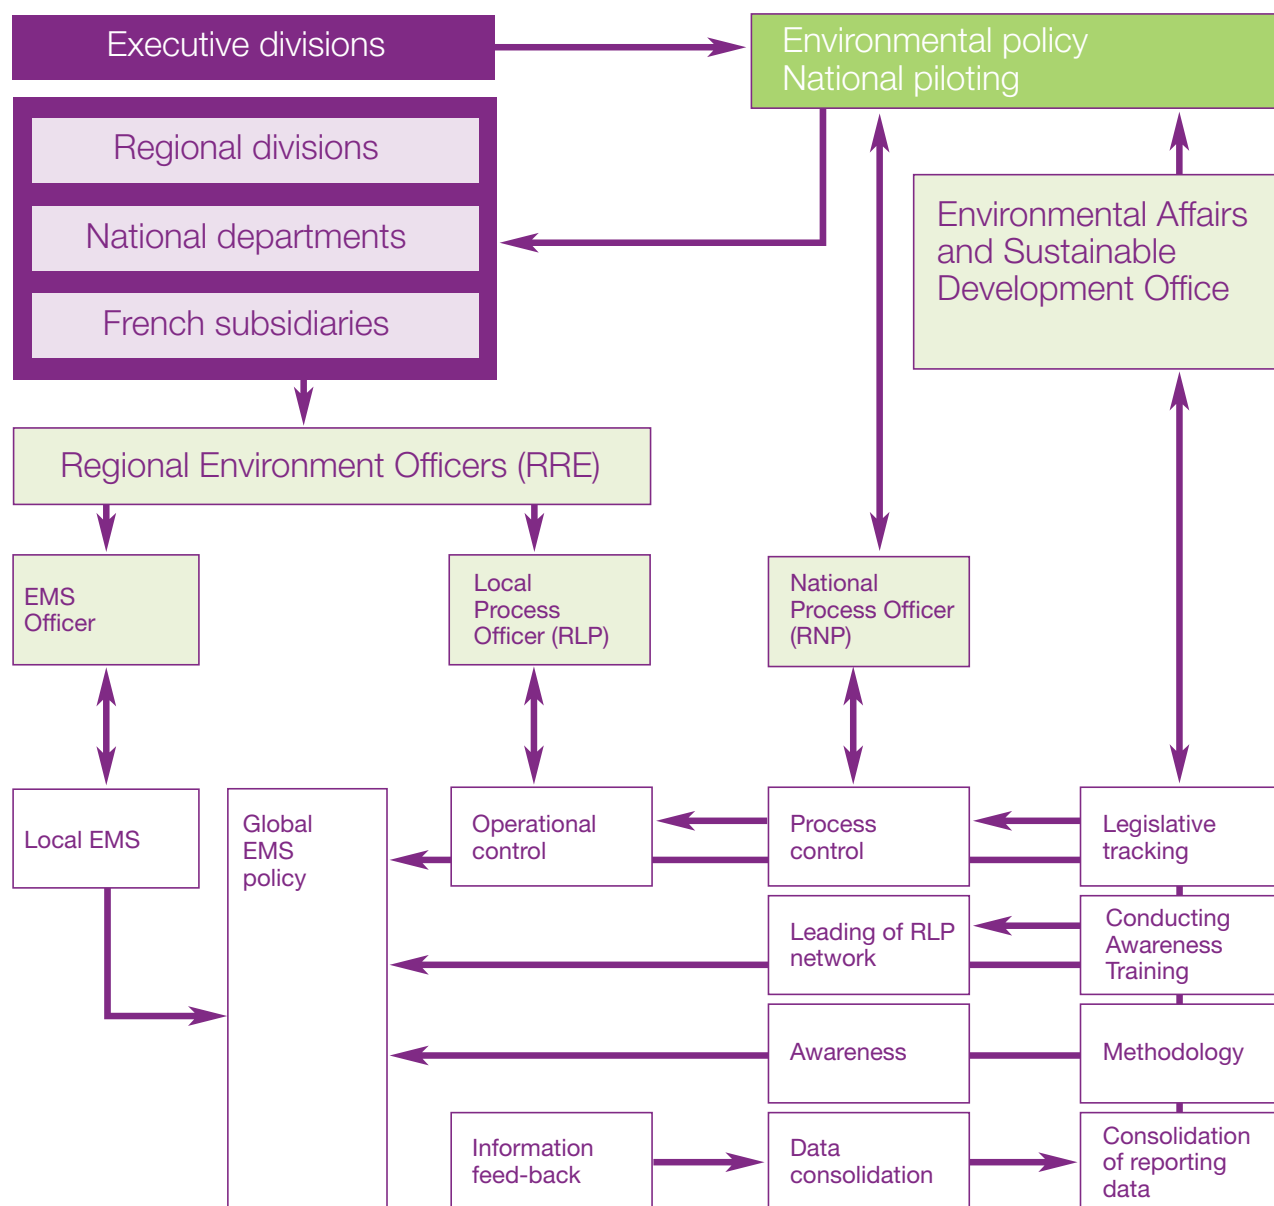 Executive divisions
Environmental policy
National piloting
Regional divisions
National departments
French subsidiaries
Environmental Affairs
and Sustainable
Development Office
Regional Environment Officers (RRE)
EMS
Officer
Local
Process
Officer (RLP)
National
Process Officer
(RNP)
Local EMS
Global
EMS
policy
Operational
control
Process
control
Legislative
tracking
Leading of RLP
network
Conducting
Awareness
Training
Awareness
Methodology
Information
feed-back
Data
consolidation
Consolidation
of reporting
data